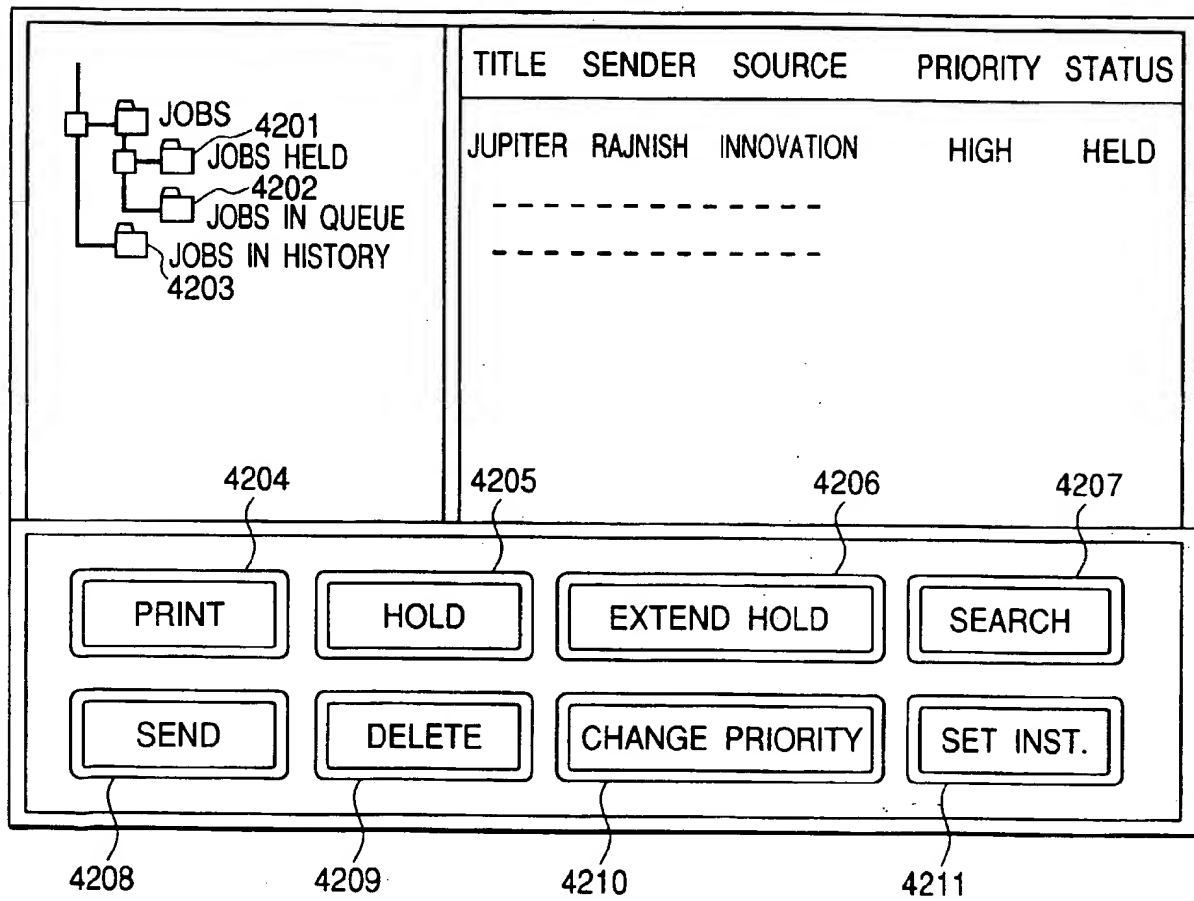 JOBS
4201
JOBS HELD
4202
JOBS IN QUEUE
JOBS IN HISTORY
4203
TITLE SENDER SOURCE PRIORITY STATUS
JUPITER RAJNISH INNOVATION HIGH HELD
4204 4205 4206 4207
PRINT HOLD EXTEND HOLD SEARCH
SEND DELETE CHANGE PRIORITY SET INST.
4208 4209 4210 4211